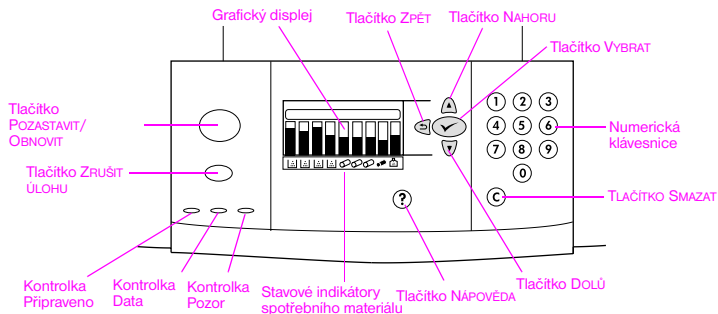 Grafický displej
Tlačítko ZPĚT
Tlačítko NAHORU
Tlačítko VYBRAT
Tlačítko
POZASTAVIT/
OBNOVIT
1 2 3
4 5 6
7 8 9
0
Numerická
klávesnice
Tlačítko ZRUŠIT
ÚLOHU
C
TLAČÍTKO SMAZAT
?
Kontrolka
Připraveno
Kontrolka
Data
Kontrolka
Pozor
Stavové indikátory
spotřebního materiálu
Tlačítko NÁPOVĚDA
Tlačítko DOLŮ